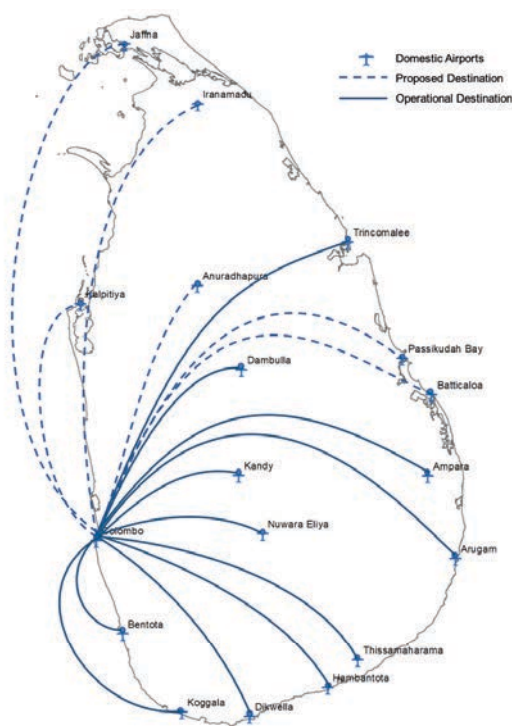 Jaffna
Domestic Airports
Proposed Destination
Operational Destination
Iranamadu
Trincomalee
Anuradhapura
Kalpitiya
Passikudah Bay
Dambulla
Batticaloa
Kandy
Ampara
Nuwara Eliya
Colombo
Arugam
Bentota
Thissamaharama
Hambantota
Koggala
Dikwella